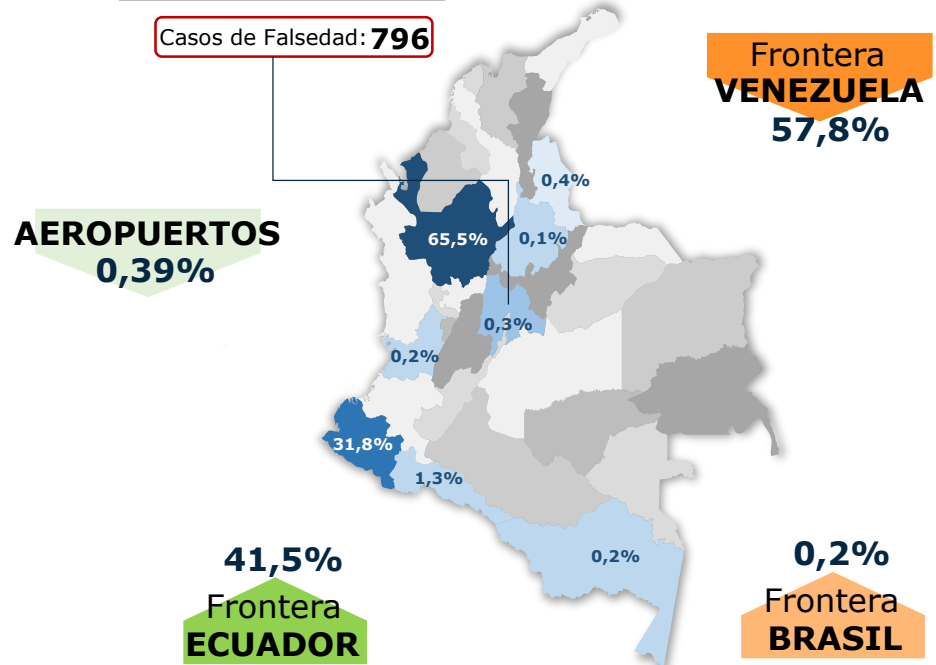 Casos de Falsedad: 796
Frontera
VENEZUELA
57,8%
0,4%
AEROPUERTOS
0,39%
65,5%
0,1%
0,3%
0,2%
31,8%
1,3%
0,2%
41,5%
Frontera
ECUADOR
0,2%
Frontera
BRASIL